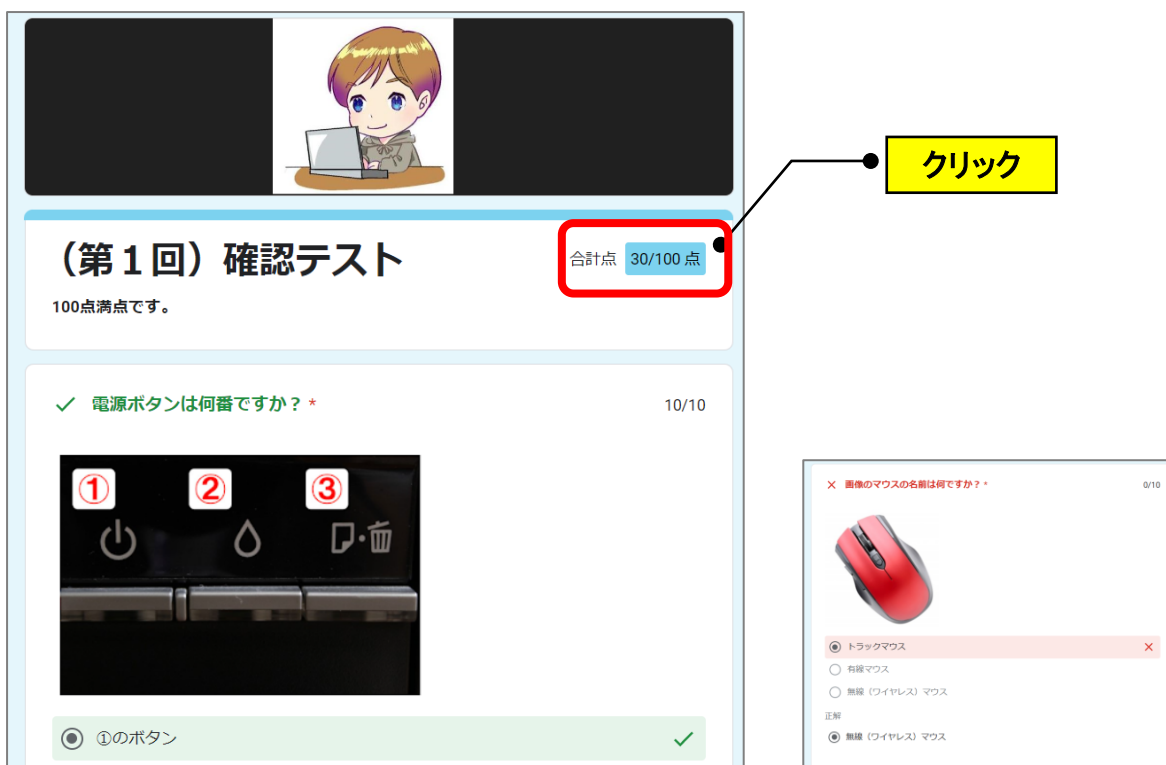 クリック
（第１回）確認テスト
合計点 30/100 点
100点満点です。
電源ボタンは何番ですか？ *
10/10
① ② ③
①のボタン
画像のマウスの名前は何ですか？ *
0/10
トラックマウス
有線マウス
無線（ワイヤレス）マウス
正解
無線（ワイヤレス）マウス